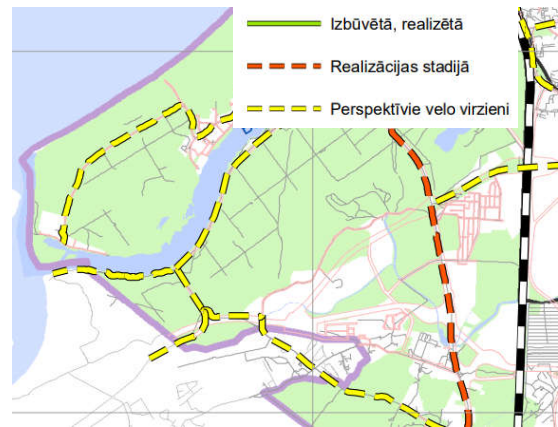 Izbūvētā, realizētā
Realizācijas stadijā
Perspektīvie velo virzieni